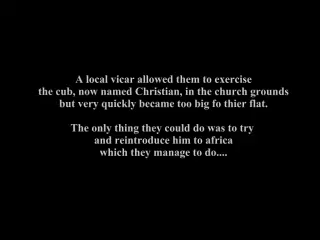 A local vicar allowed them to exercise
the cub, now named Christian, in the church grounds
but very quickly became too big fo thier flat.
The only thing they could do was to try
and reintroduce him to africa
which they manage to do....